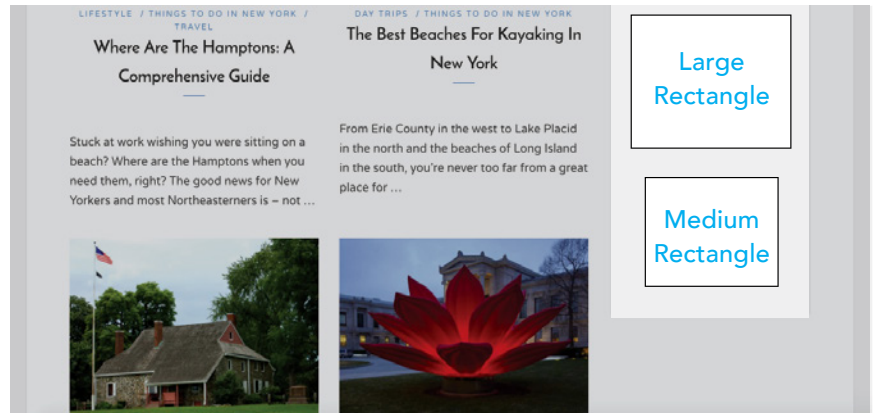 LIFESTYLE / THINGS TO DO IN NEW YORK /
TRAVEL
Where Are The Hamptons: A
Comprehensive Guide
Stuck at work wishing you were sitting on a
beach? Where are the Hamptons when you
need them, right? The good news for New
Yorkers and most Northeasterners is – not ...
DAY TRIPS / THINGS TO DO IN NEW YORK
The Best Beaches For Kayaking In
New York
From Erie County in the west to Lake Placid
in the north and the beaches of Long Island
in the south, you're never too far from a great
place for ...
Large
Rectangle
Medium
Rectangle